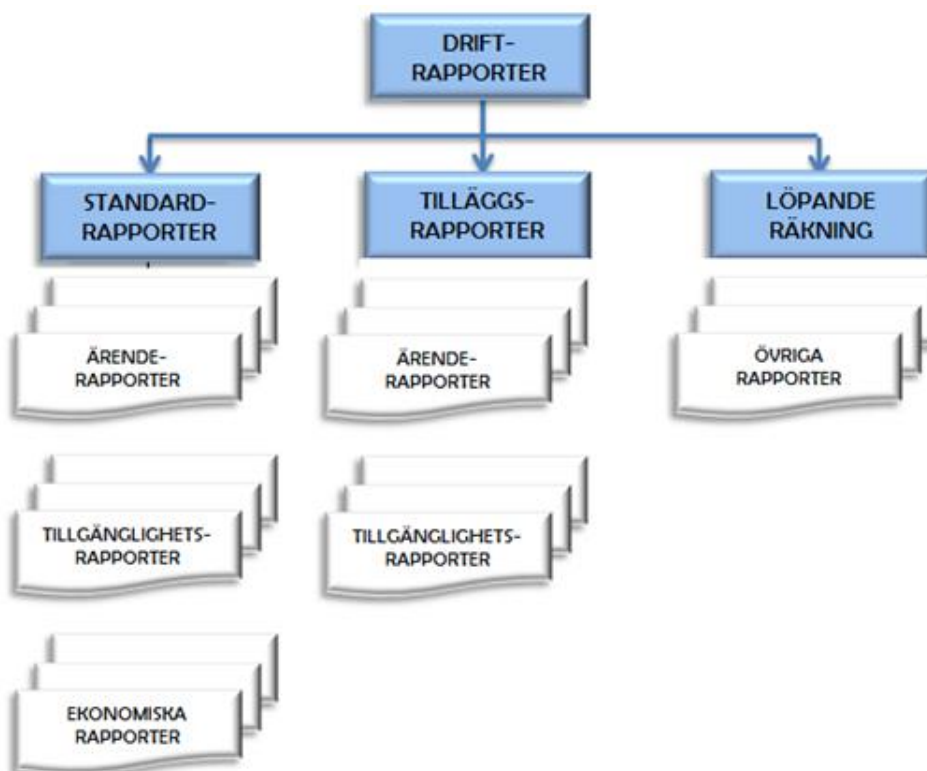 DRIFT-
RAPPORTER
STANDARD-
RAPPORTER
TILLÄGGS-
RAPPORTER
LÖPANDE
RÄKNING
ÄRENDE-
RAPPORTER
ÄRENDE-
RAPPORTER
ÖVRIGA
RAPPORTER
TILLGÄNGLIGHETS-
RAPPORTER
TILLGÄNGLIGHETS-
RAPPORTER
EKONOMISKA
RAPPORTER